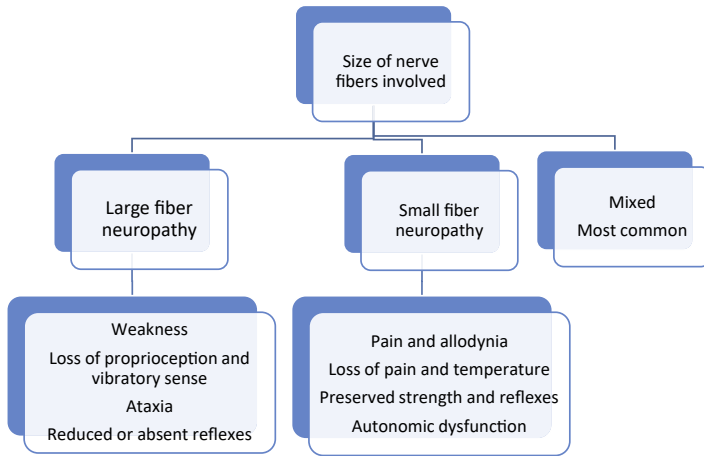 Size of nerve
fibers involved
Large fiber
neuropathy
Small fiber
neuropathy
Mixed
Most common
Weakness
Loss of proprioception and
vibratory sense
Ataxia
Reduced or absent reflexes
Pain and allodynia
Loss of pain and temperature
Preserved strength and reflexes
Autonomic dysfunction